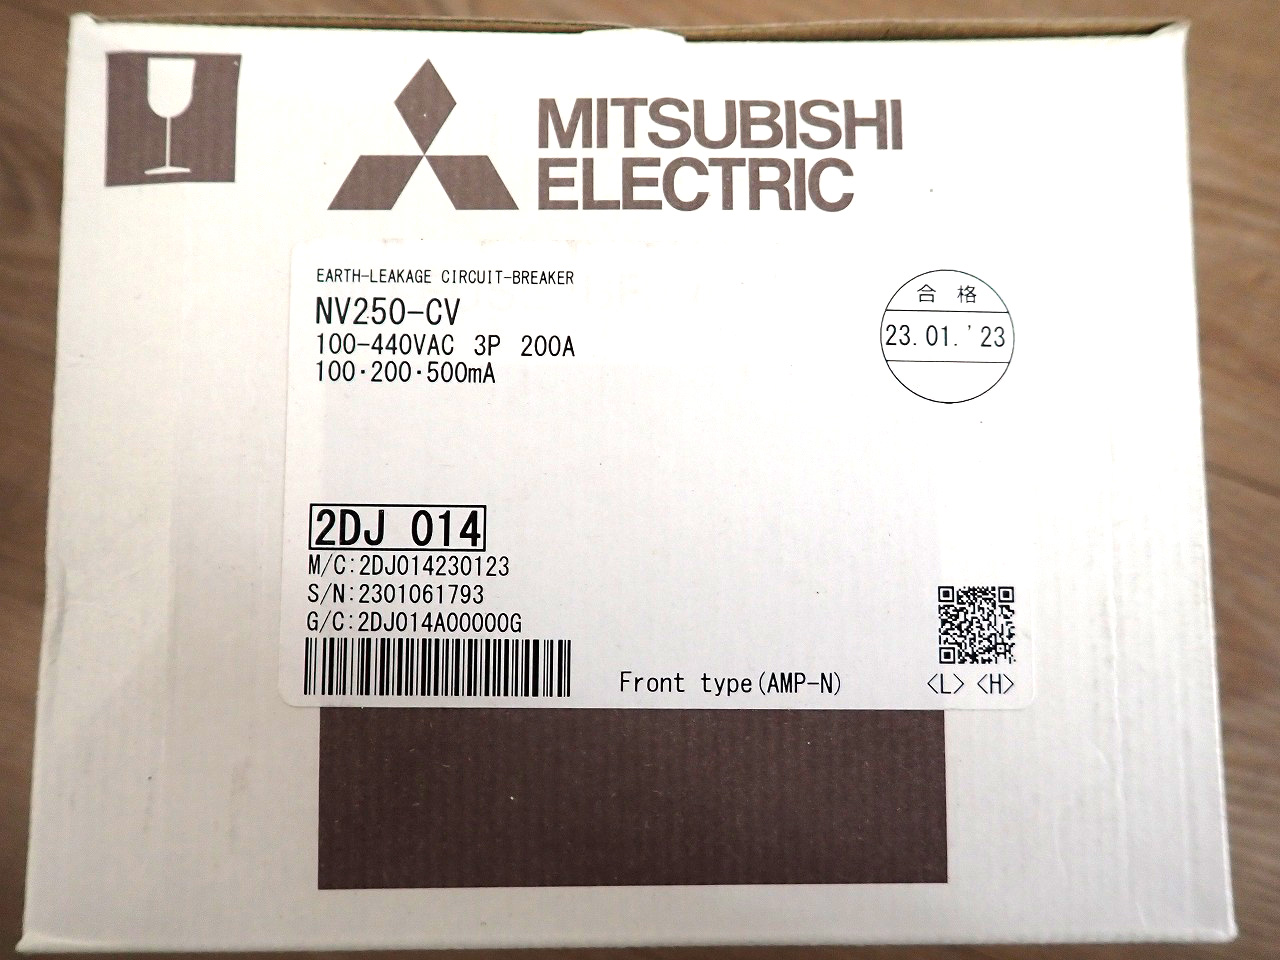 MITSUBISHI
ELECTRIC
EARTH-LEAKAGE CIRCUIT-BREAKER
NV250-CV
100-440VAC 3P 200A
100·200·500mA
合格
23.01.'23
2DJ 014
M/C:2DJ014230123
S/N:2301061793
G/C:2DJ014A00000G
Front type(AMP-N)
<L> <H>